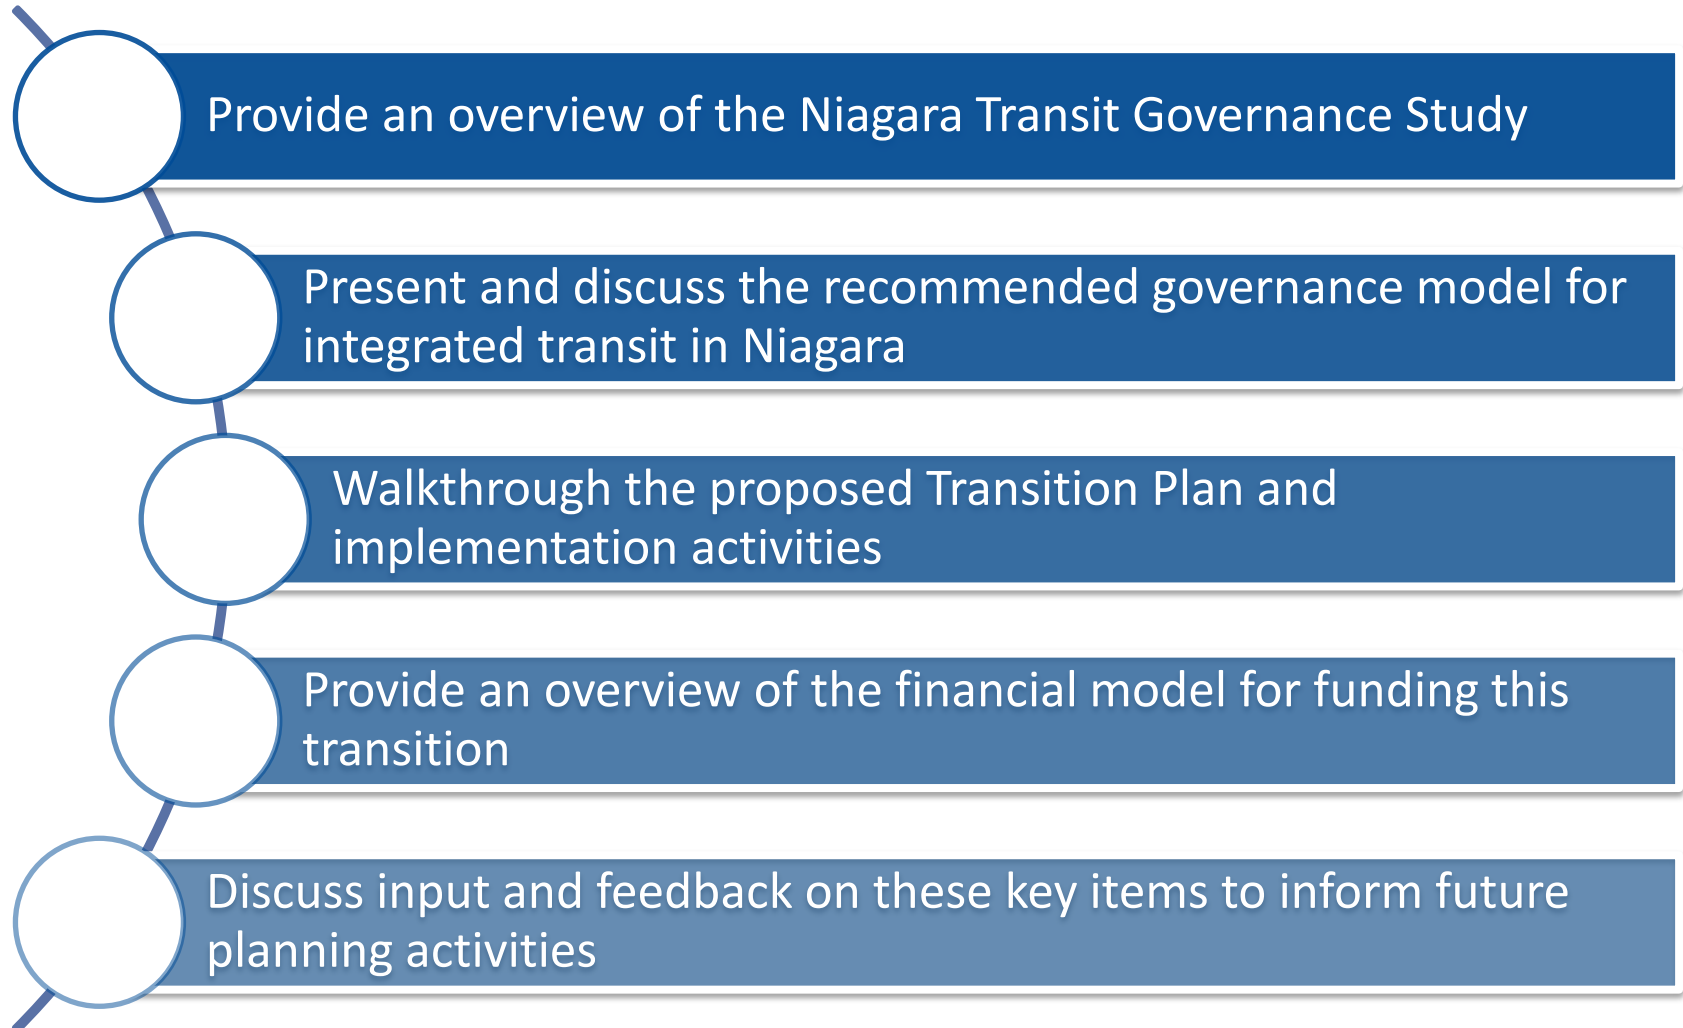 Provide an overview of the Niagara Transit Governance Study
Present and discuss the recommended governance model for
integrated transit in Niagara
Walkthrough the proposed Transition Plan and
implementation activities
Provide an overview of the financial model for funding this
transition
Discuss input and feedback on these key items to inform future
planning activities